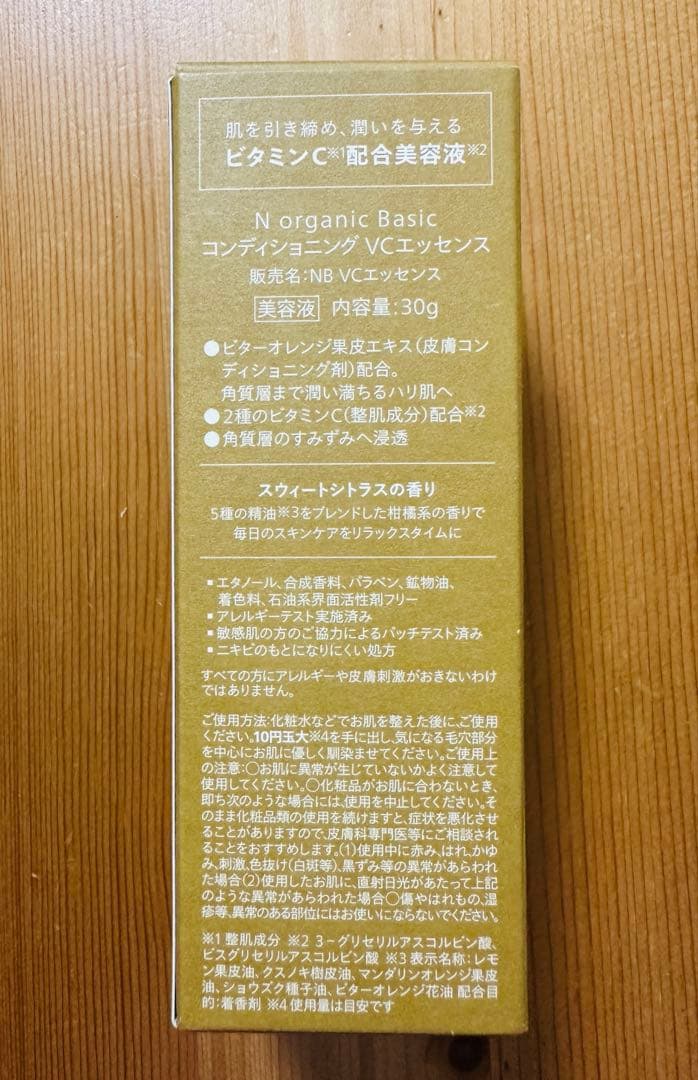 肌を引き締め、潤いを与える
ビタミンC※1配合美容液※2
N organic Basic
コンディショニング VCエッセンス
販売名:NB VCエッセンス
美容液 内容量:30g
●ビターオレンジ果皮エキス(皮膚コン
ディショニング剤)配合。
角質層まで潤い満ちるハリ肌へ
●2種のビタミンC(整肌成分)配合※2
●角質層のすみずみへ浸透
スウィートシトラスの香り
5種の精油※3をブレンドした柑橘系の香りで
毎日のスキンケアをリラックスタイムに
▪エタノール、合成香料、パラベン、鉱物油、
着色料、石油系界面活性剤フリー
▪アレルギーテスト実施済み
▪敏感肌の方のご協力によるパッチテスト済み
▪ニキビのもとになりにくい処方
すべての方にアレルギーや皮膚刺激がおきないわけ
ではありません。
ご使用方法:化粧水などでお肌を整えた後に、ご使用
ください。10円玉大※4を手に出し、気になる毛穴部分
を中心にお肌に優しく馴染ませてください。ご使用上
の注意:○お肌に異常が生じていないかよく注意して
使用してください。○化粧品がお肌に合わないとき、
即ち次のような場合には、使用を中止してください。そ
のまま化粧品類の使用を続けますと、症状を悪化させ
ることがありますので、皮膚科専門医等にご相談され
ることをおすすめします。(1)使用中に赤み、はれ、かゆ
み、刺激、色抜け(白斑等)、黒ずみ等の異常があらわれ
た場合(2)使用したお肌に、直射日光があたって上記
のような異常があらわれた場合○傷やはれもの、湿
疹等、異常のある部位にはお使いにならないでください。
※1 整肌成分 ※2 3-グリセリルアスコルビン酸、
ビスグリセリルアスコルビン酸 ※3 表示名称:レモ
ン果皮油、クスノキ樹皮油、マンダリンオレンジ果皮
油、ショウズク種子油、ビターオレンジ花油 配合目
的:着香剤 ※4 使用量は目安です